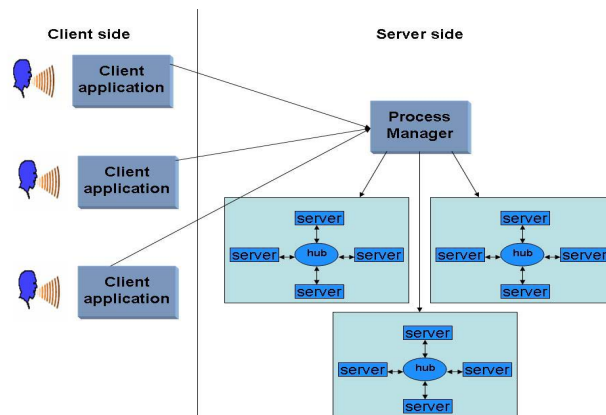 Client side
Server side
Client
application
Process
Manager
Client
application
Client
application
server
server
hub
server
server
server
server
hub
server
server
server
server
hub
server
server